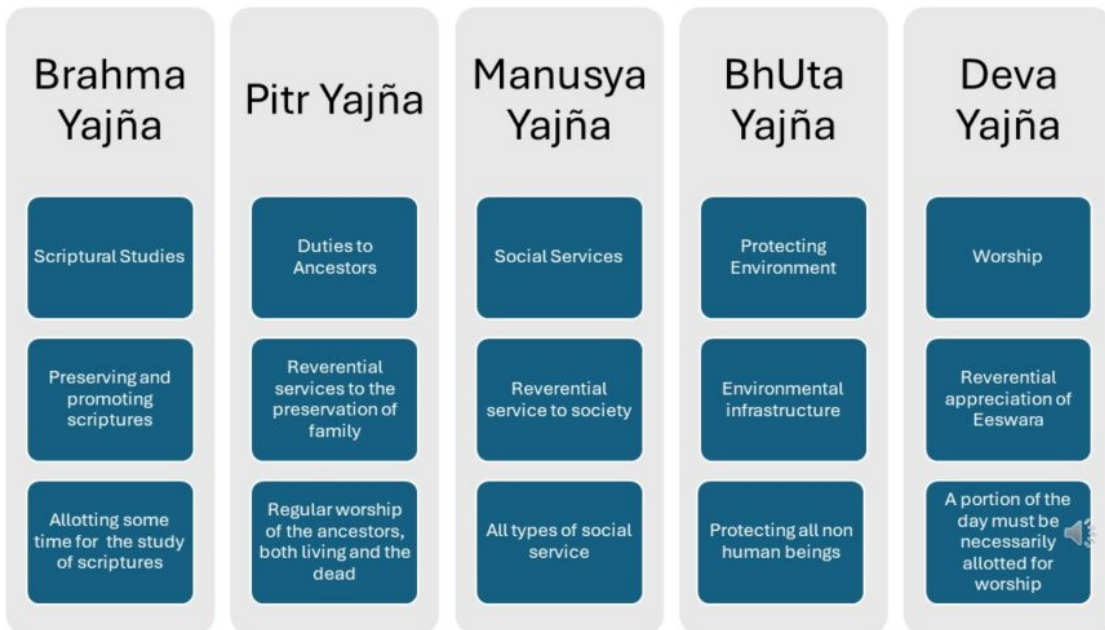 Brahma
Yajña
Scriptural Studies
Preserving and
promoting
scriptures
Allotting some
time for the study
of scriptures
Pitr Yajña
Duties to
Ancestors
Reverential
services to the
preservation of
family
Regular worship
of the ancestors,
both living and the
dead
Manusya
Yajña
Social Services
Reverential
service to society
All types of social
service
BhUta
Yajña
Protecting
Environment
Environmental
infrastructure
Protecting all non
human beings
Deva
Yajña
Worship
Reverential
appreciation of
Eeswara
A portion of the
day must be
necessarily
allotted for
worship